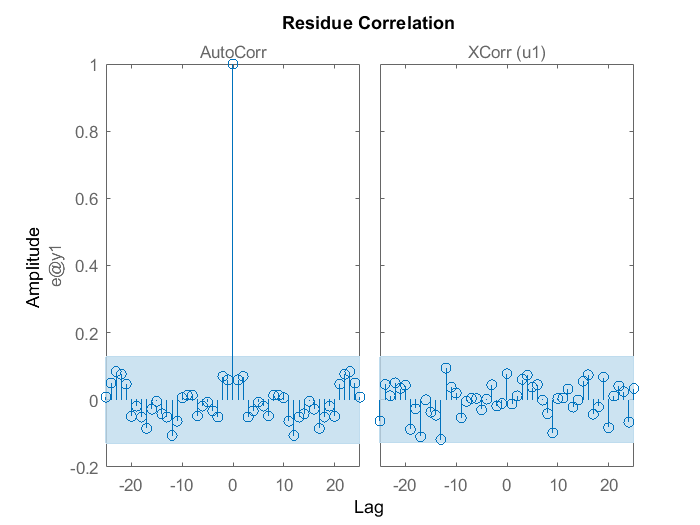 Residue Correlation
AutoCorr
XCorr (u1)
1
0.8
0.6
0.4
0.2
0
-0.2
Amplitude
e@y1
-20 -10 0 10 20
-20 -10 0 10 20
Lag